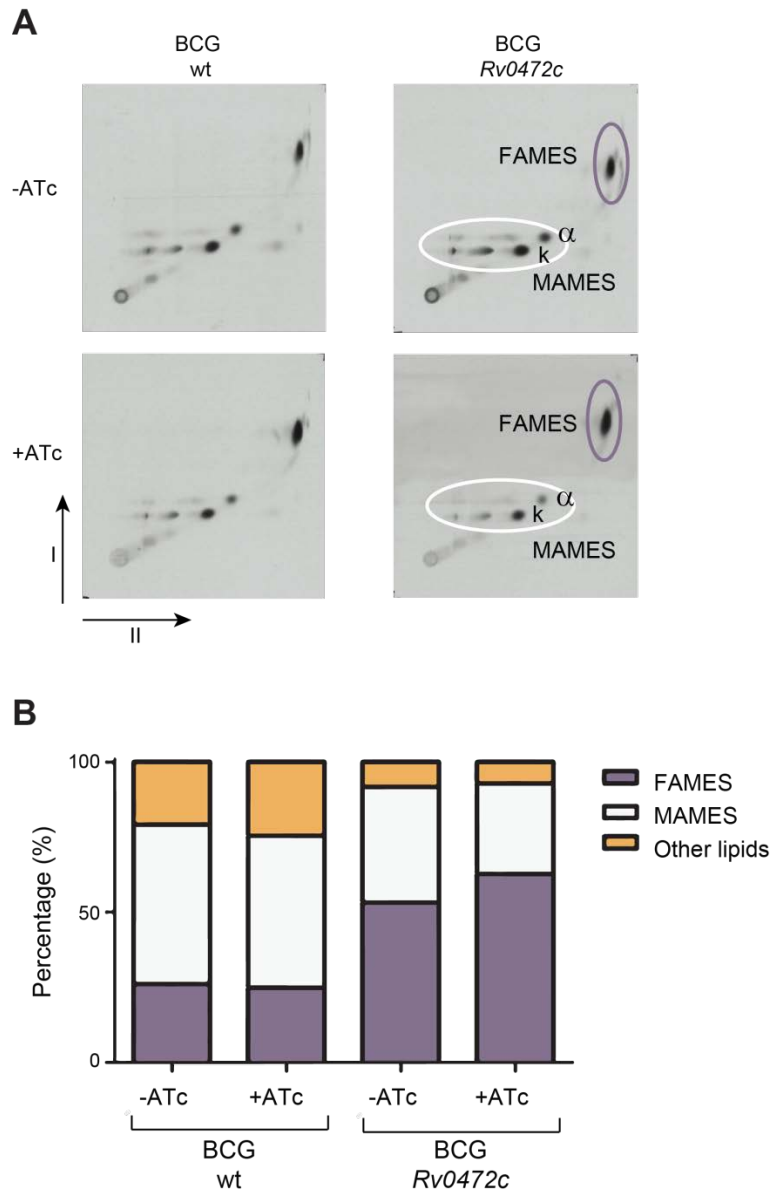 A
BCG
wt
BCG
Rv0472c
-ATc
FAMES
α
k
MAMES
+ATc
FAMES
α
k
MAMES
I
II
B
Percentage (%)
100
50
0
FAMES
MAMES
Other lipids
-ATc +ATc -ATc +ATc
BCG
wt
BCG
Rv0472c